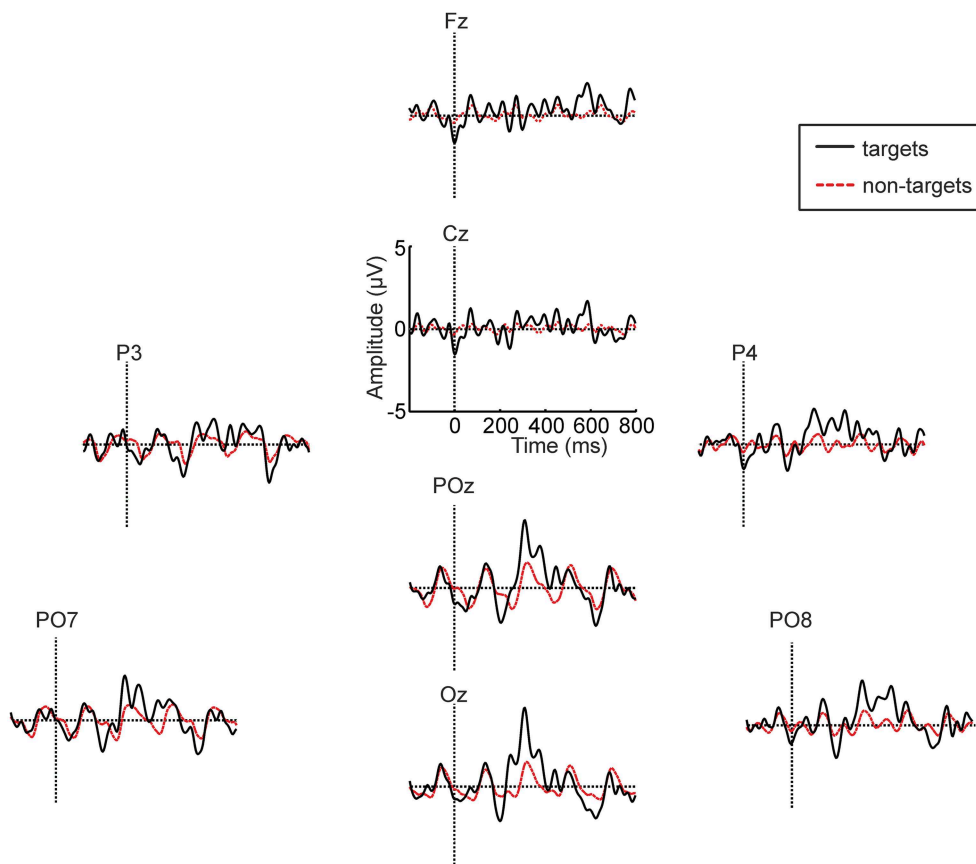 Fz
targets
non-targets
Cz
5
0
-5
Amplitude (µV)
0 200 400 600 800
Time (ms)
P3
P4
POz
PO7
PO8
Oz